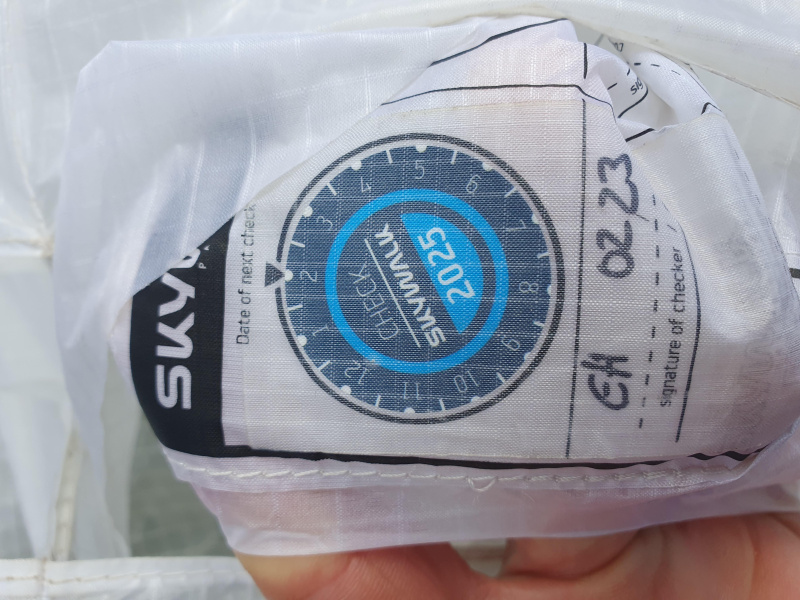 SKYW
Date of next check
1
2
3
4
5
6
7
8
9
10
11
12
CHECK
SKYWALK
2025
EH 02,23
signature of checker